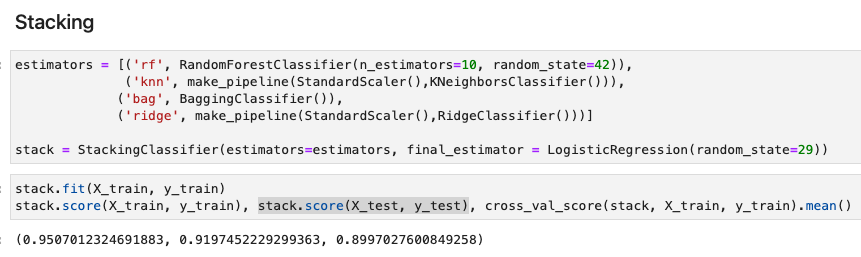 Stacking
estimators = [('rf', RandomForestClassifier(n_estimators=10, random_state=42)),
('knn', make_pipeline(StandardScaler(),KNeighborsClassifier())),
('bag', BaggingClassifier()),
('ridge', make_pipeline(StandardScaler(),RidgeClassifier()))]
stack = StackingClassifier(estimators=estimators, final_estimator = LogisticRegression(random_state=29))
stack.fit(X_train, y_train)
stack.score(X_train, y_train), stack.score(X_test, y_test), cross_val_score(stack, X_train, y_train).mean()
(0.9507012324691883, 0.9197452229299363, 0.8997027600849258)